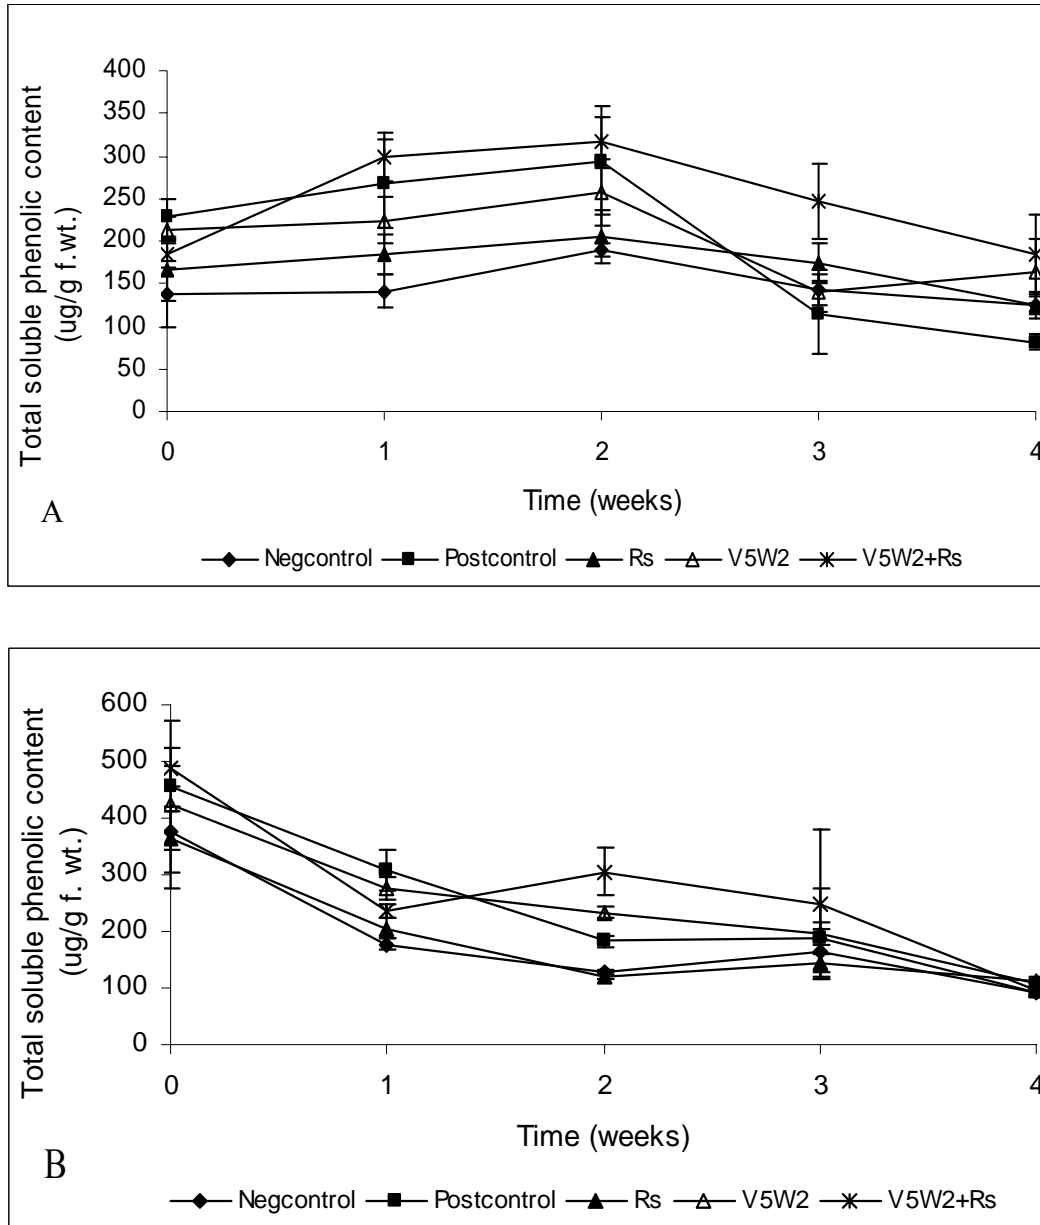 Total soluble phenolic content
(ug/g f.wt.)
400
350
300
250
200
150
100
50
0
0 1 2 3 4
Time (weeks)
A
Negcontrol Postcontrol Rs V5W2 V5W2+Rs
Total soluble phenolic content
(ug/g f. wt.)
600
500
400
300
200
100
0
0 1 2 3 4
Time (weeks)
B
Negcontrol Postcontrol Rs V5W2 V5W2+Rs